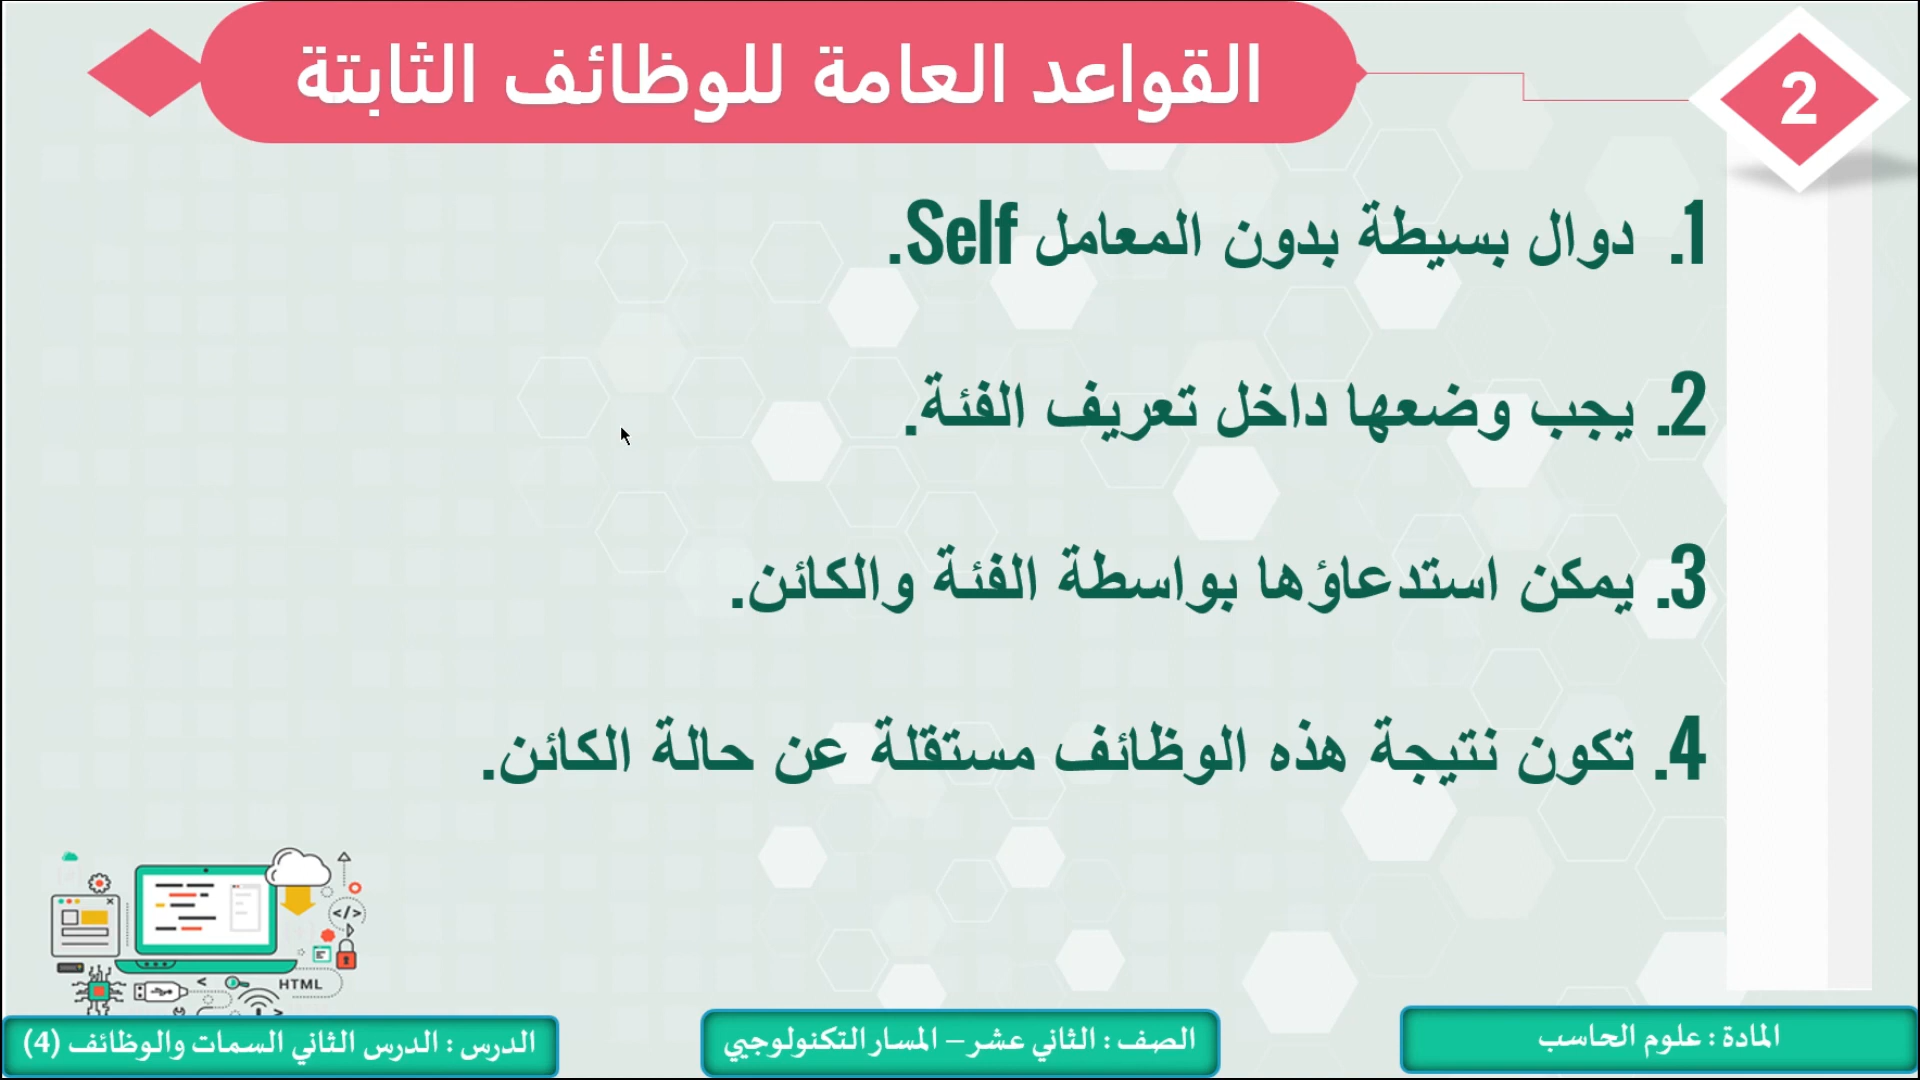 القواعد العامة للوظائف الثابتة
2
1. دوال بسيطة بدون المعامل Self.
2. يجب وضعها داخل تعريف الفئة.
3. يمكن استدعاؤها بواسطة الفئة والكائن.
4. تكون نتيجة هذه الوظائف مستقلة عن حالة الكائن.
</>
HTML
المادة : علوم الحاسب
الصف : الثاني عشر – المسار التكنولوجي
الدرس : الدرس الثاني السمات والوظائف (4)